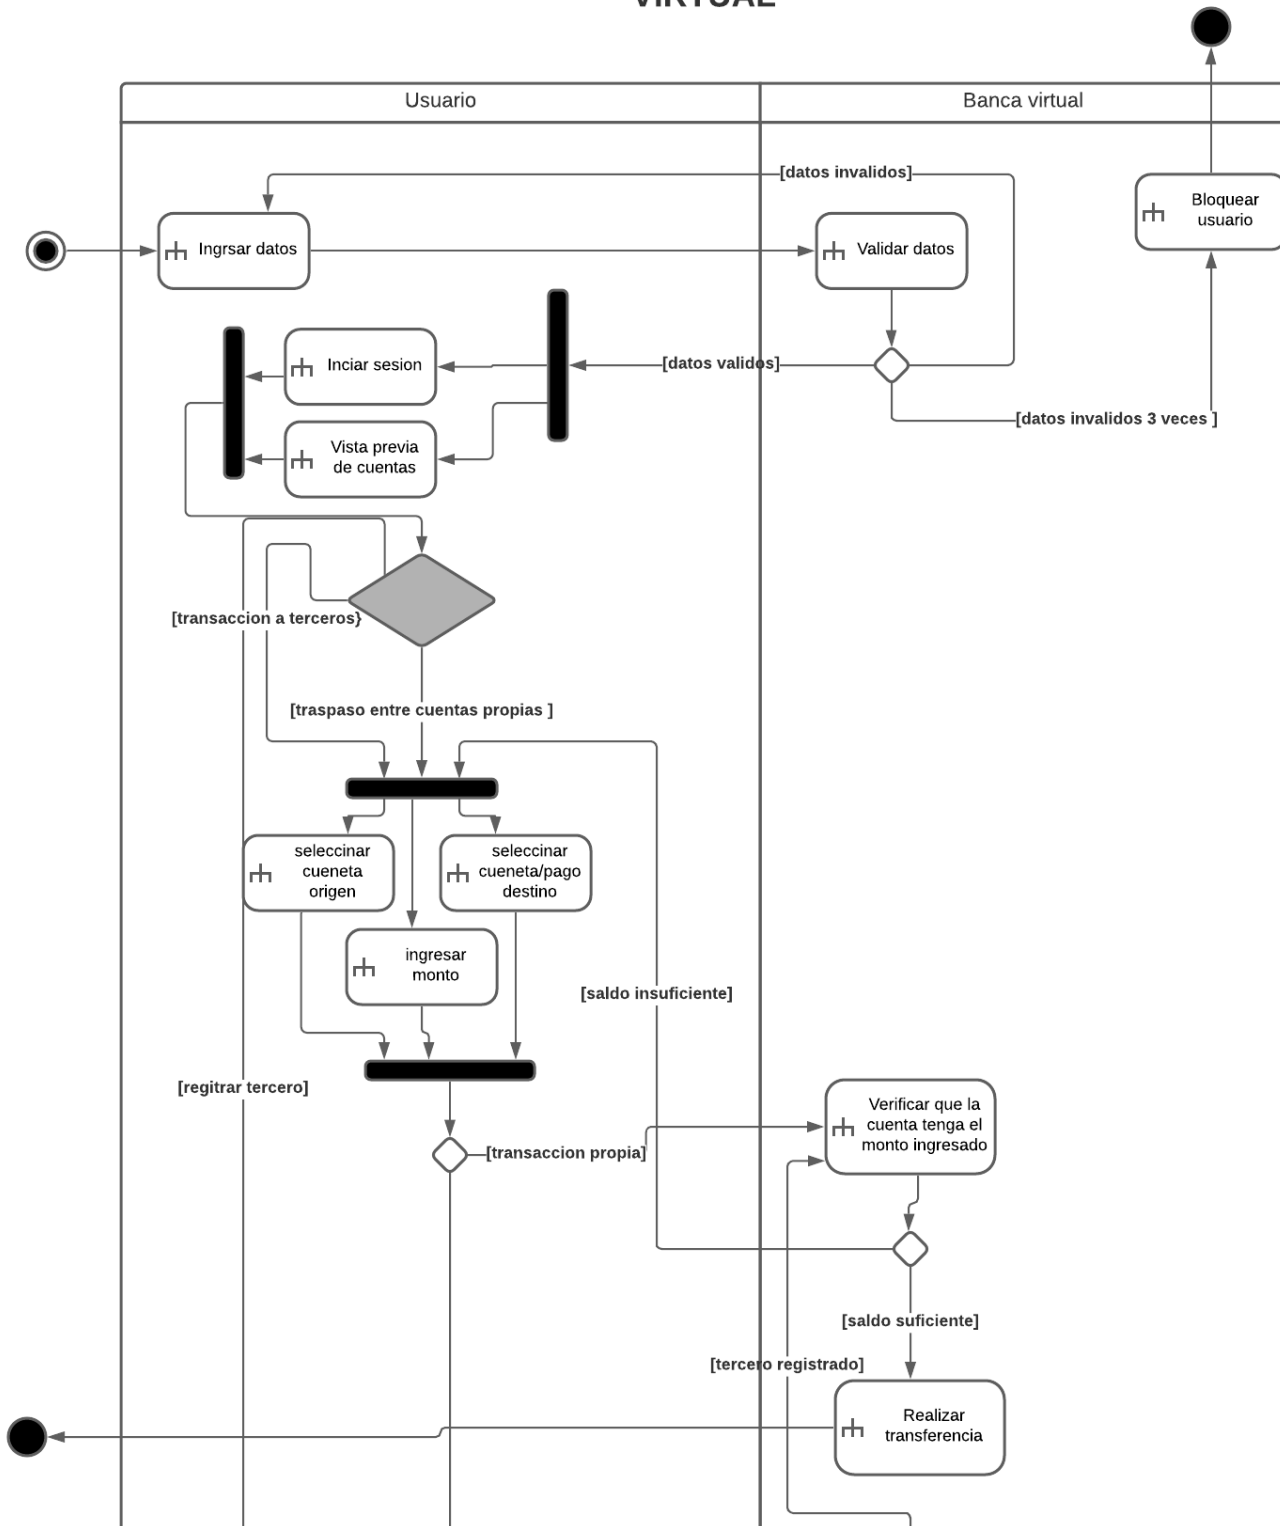 VIRTUAL
Usuario
Banca virtual
[datos invalidos]
Bloquear
usuario
Ingrsar datos
Validar datos
Inciar sesion
[datos validos]
[datos invalidos 3 veces ]
Vista previa
de cuentas
[transaccion a terceros}
[traspaso entre cuentas propias ]
seleccinar
cueneta
origen
seleccinar
cueneta/pago
destino
ingresar
monto
[saldo insuficiente]
[regitrar tercero]
Verificar que la
cuenta tenga el
monto ingresado
[transaccion propia]
[saldo suficiente]
[tercero registrado]
Realizar
transferencia